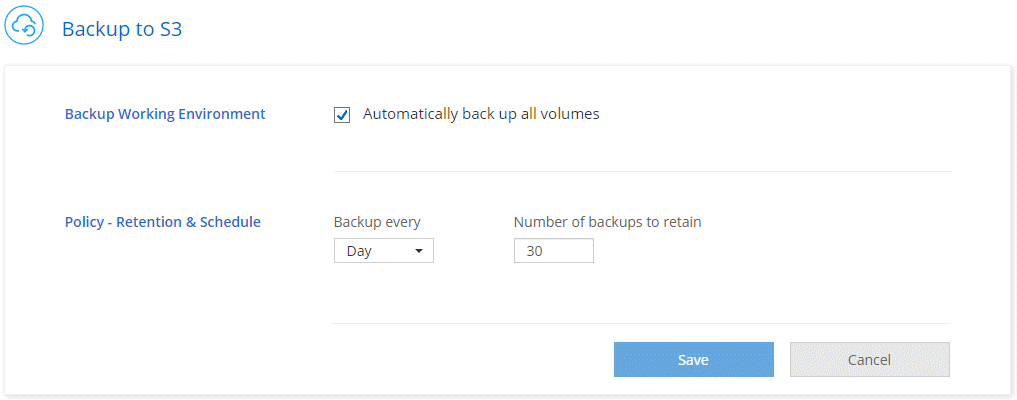 Backup to S3
Backup Working Environment
Automatically back up all volumes
Policy - Retention & Schedule
Backup every
Number of backups to retain
Day
30
Save
Cancel